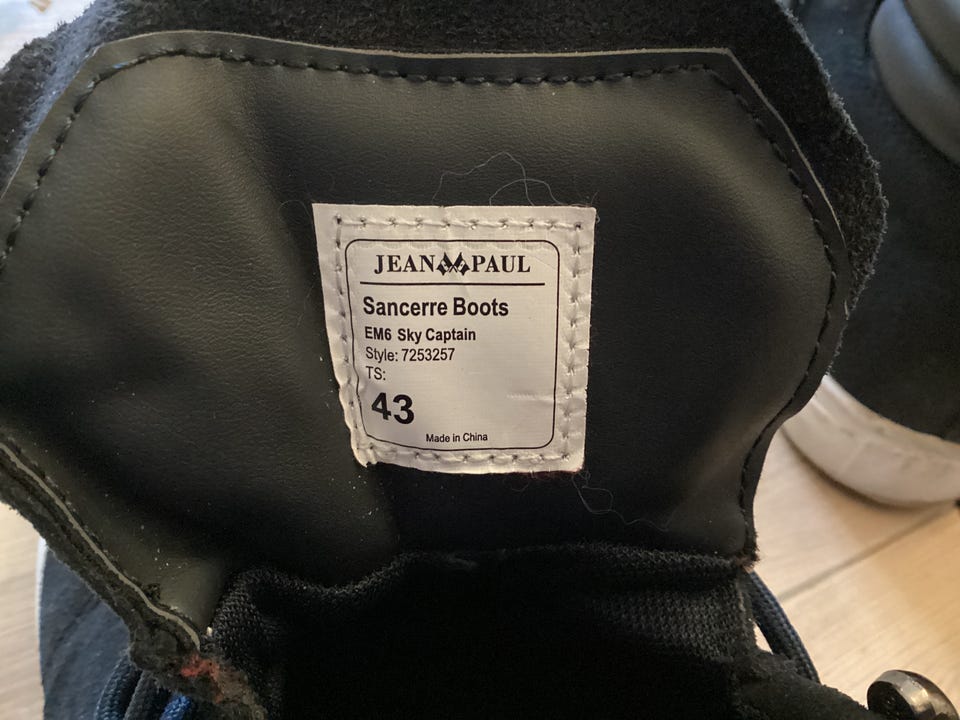 JEAN PAUL
Sancerre Boots
EM6 Sky Captain
Style: 7253257
TS:
43
Made in China